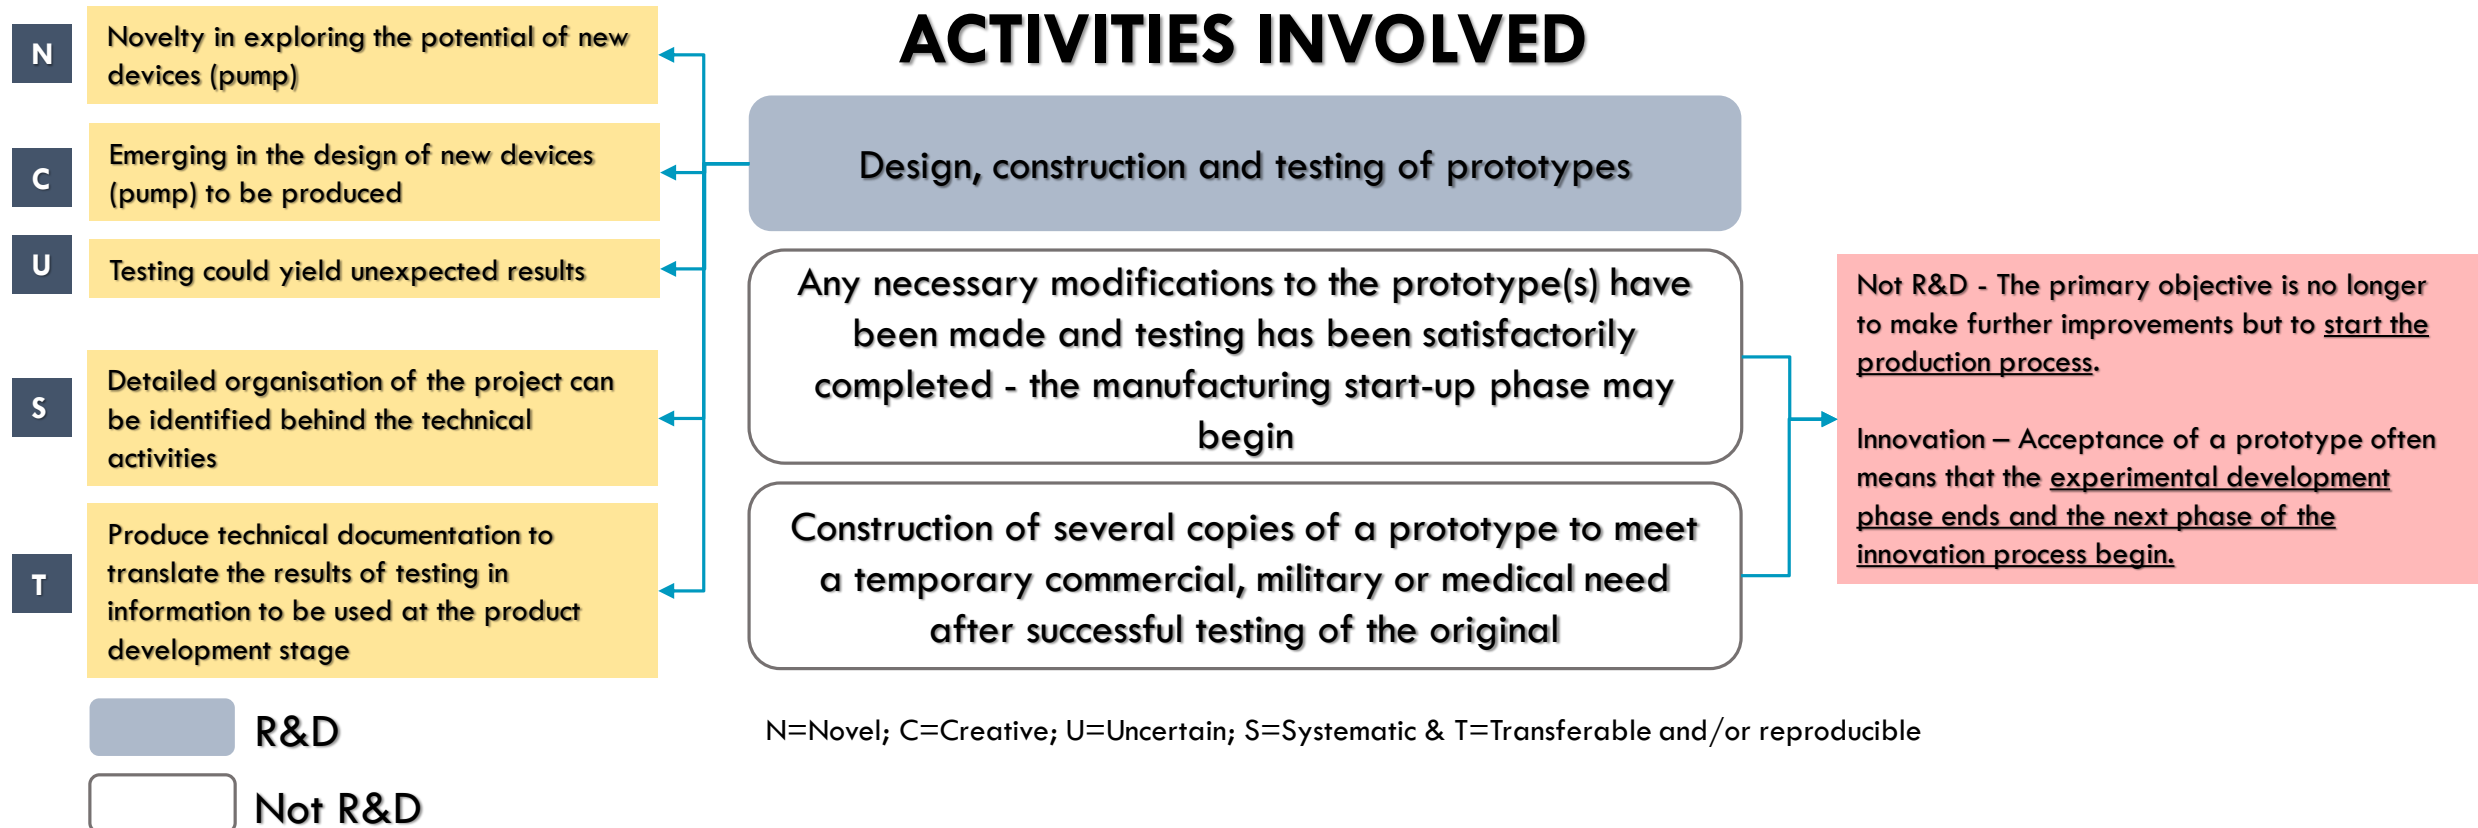 ACTIVITIES INVOLVED
N
Novelty in exploring the potential of new
devices (pump)
C
Emerging in the design of new devices
(pump) to be produced
U
Testing could yield unexpected results
S
Detailed organisation of the project can
be identified behind the technical
activities
T
Produce technical documentation to
translate the results of testing in
information to be used at the product
development stage
Design, construction and testing of prototypes
Any necessary modifications to the prototype(s) have
been made and testing has been satisfactorily
completed - the manufacturing start-up phase may
begin
Construction of several copies of a prototype to meet
a temporary commercial, military or medical need
after successful testing of the original
Not R&D - The primary objective is no longer
to make further improvements but to start the
production process.
Innovation – Acceptance of a prototype often
means that the experimental development
phase ends and the next phase of the
innovation process begin.
R&D
Not R&D
N=Novel; C=Creative; U=Uncertain; S=Systematic & T=Transferable and/or reproducible